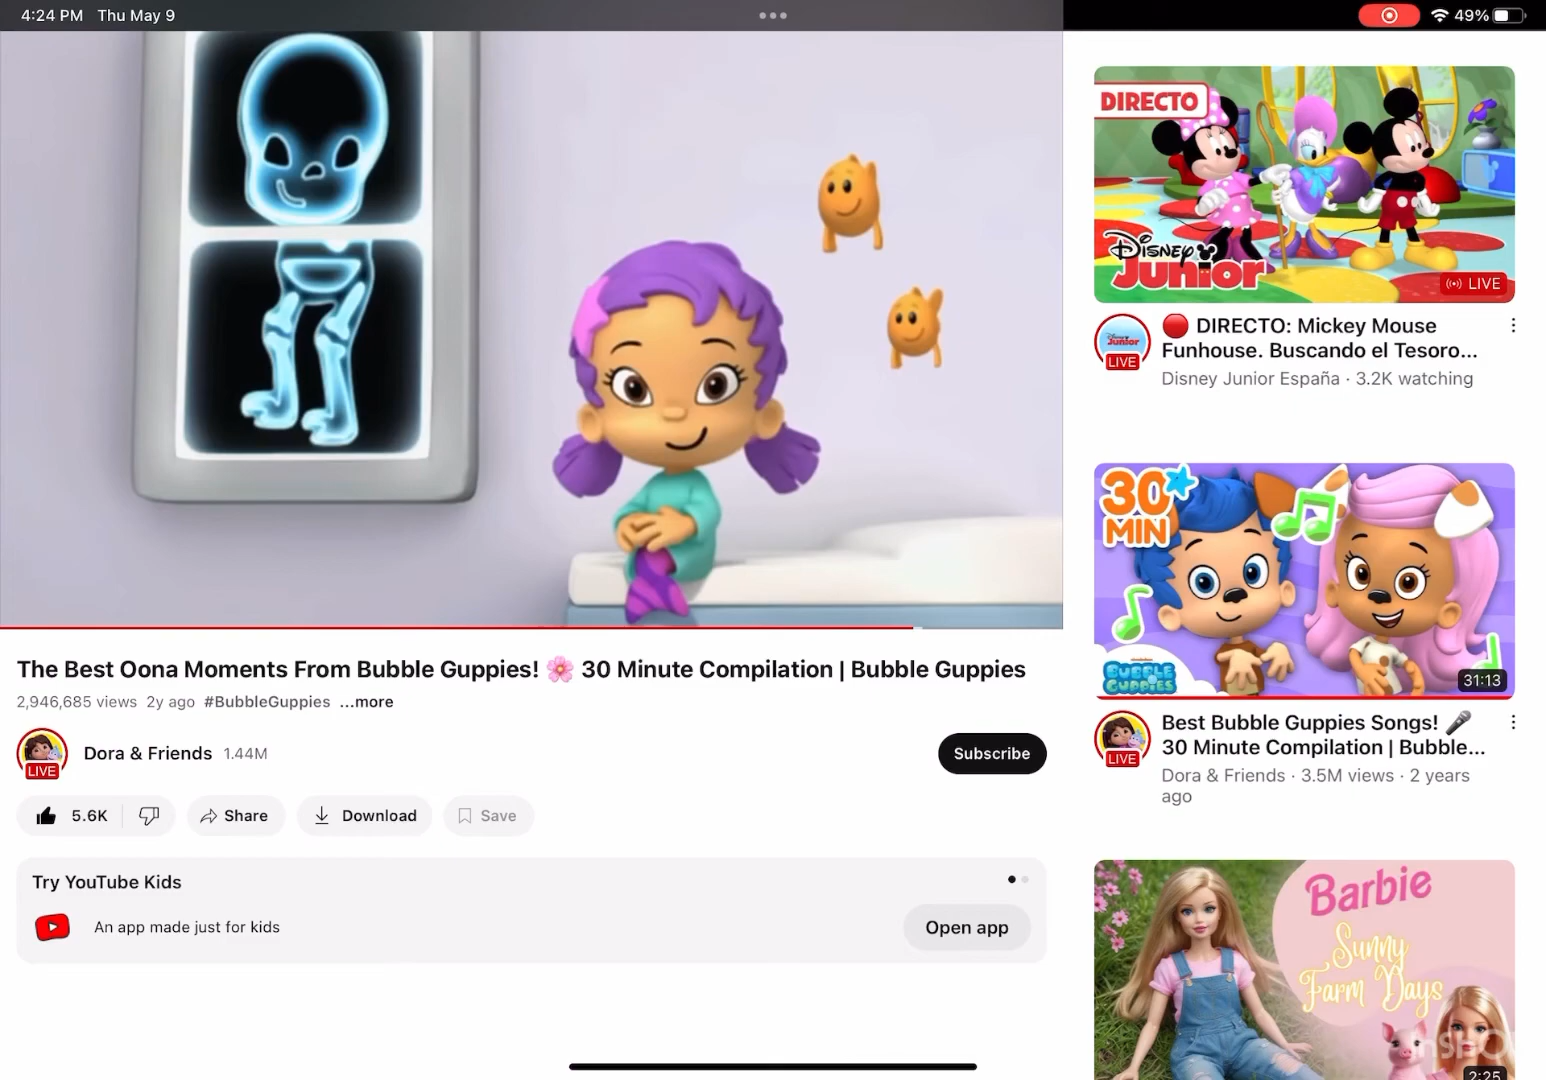 4:24 PM Thu May 9
49%
The Best Oona Moments From Bubble Guppies! 🌸 30 Minute Compilation | Bubble Guppies
2,946,685 views 2y ago #BubbleGuppies ...more
LIVE
Dora & Friends 1.44M
Subscribe
5.6K
Share
Download
Save
Try YouTube Kids
An app made just for kids
Open app
DIRECTO
Disney
Junior
LIVE
Junior
LIVE
🔴 DIRECTO: Mickey Mouse
Funhouse. Buscando el Tesoro...
Disney Junior España · 3.2K watching
30
MIN
BUBBLE
GUPPIES
31:13
LIVE
Best Bubble Guppies Songs! 🎤
30 Minute Compilation | Bubble...
Dora & Friends · 3.5M views · 2 years
ago
Barbie
Sunny
Farm Days
2:25